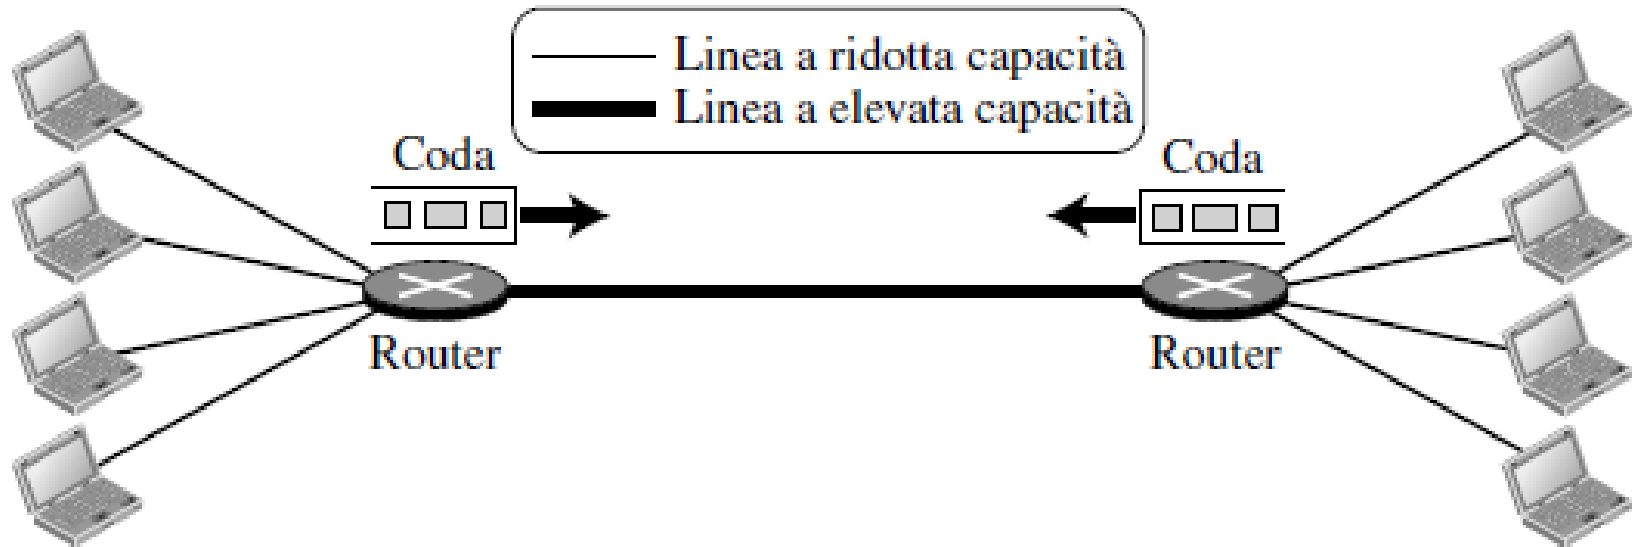 Linea a ridotta capacità
Linea a elevata capacità
Coda
Coda
Router
Router